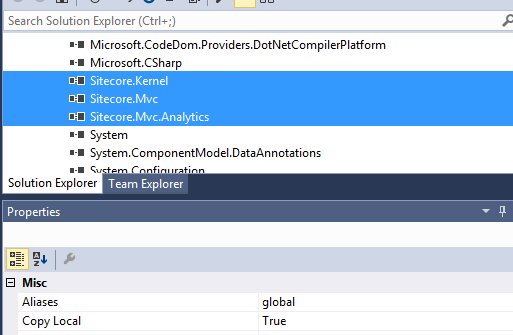 Search Solution Explorer (Ctrl+;)
Microsoft.CodeDom.Providers.DotNetCompilerPlatform
Microsoft.CSharp
Sitecore.Kernel
Sitecore.Mvc
Sitecore.Mvc.Analytics
System
System.ComponentModel.DataAnnotations
System.Configuration
Solution Explorer Team Explorer
Properties
Misc
Aliases global
Copy Local True